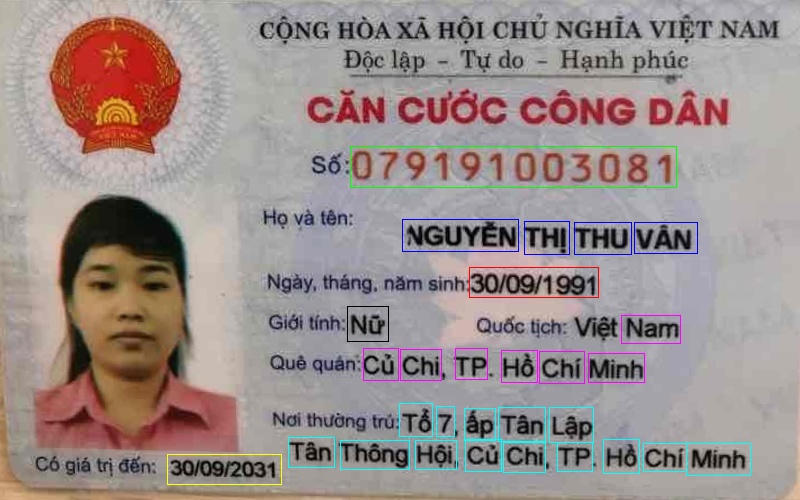 CỘNG HÒA XÃ HỘI CHỦ NGHĨA VIỆT NAM
Độc lập - Tự do - Hạnh phúc
CĂN CƯỚC CÔNG DÂN
Số: 079191003081
Họ và tên:
NGUYỄN THỊ THU VÂN
Ngày, tháng, năm sinh: 30/09/1991
Giới tính: Nữ Quốc tịch: Việt Nam
Quê quán: Củ Chi, TP. Hồ Chí Minh
Nơi thường trú: Tổ 7, ấp Tân Lập
Tân Thông Hội, Củ Chi, TP. Hồ Chí Minh
Có giá trị đến: 30/09/2031